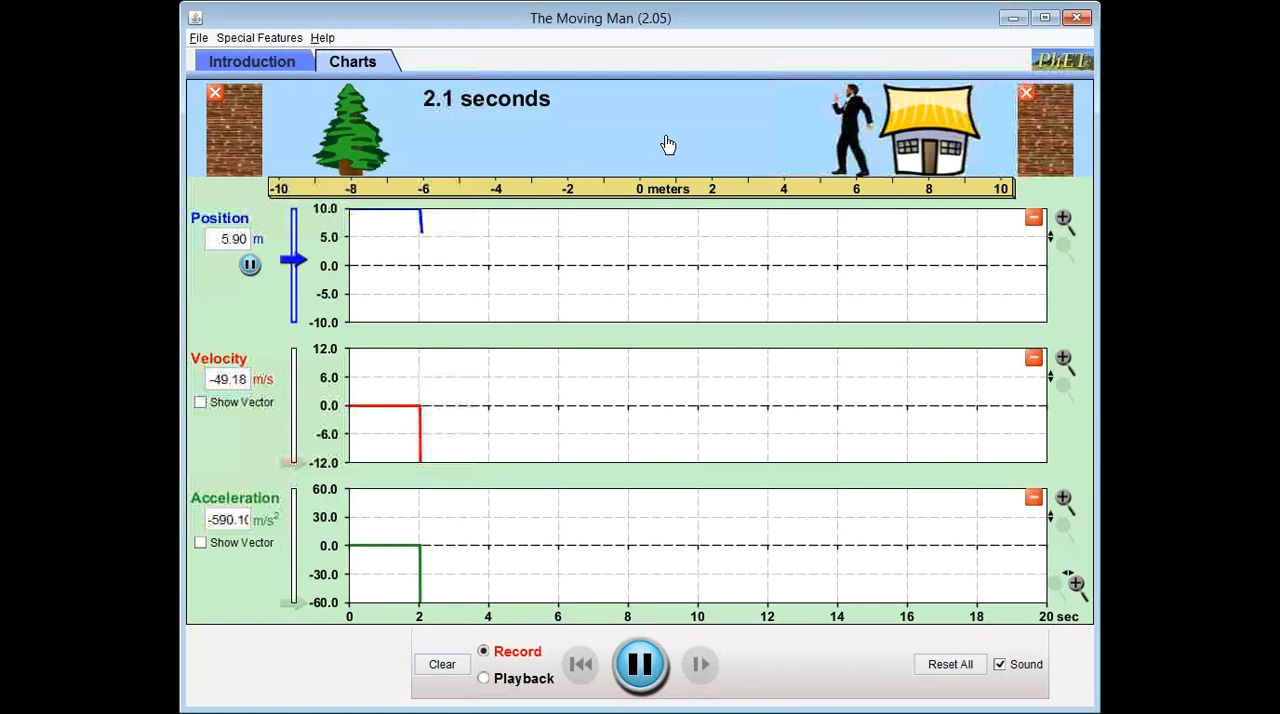 The Moving Man (2.05)
File Special Features Help
Introduction Charts PhET
2.1 seconds
-10 -8 -6 -4 -2 0 meters 2 4 6 8 10
Position
5.90 m
10.0
5.0
0.0
-5.0
-10.0
Velocity
-49.18 m/s
Show Vector
12.0
6.0
0.0
-6.0
-12.0
Acceleration
-590.10 m/s²
Show Vector
60.0
30.0
0.0
-30.0
-60.0
0 2 4 6 8 10 12 14 16 18 20 sec
Clear
Record
Playback
Reset All
Sound